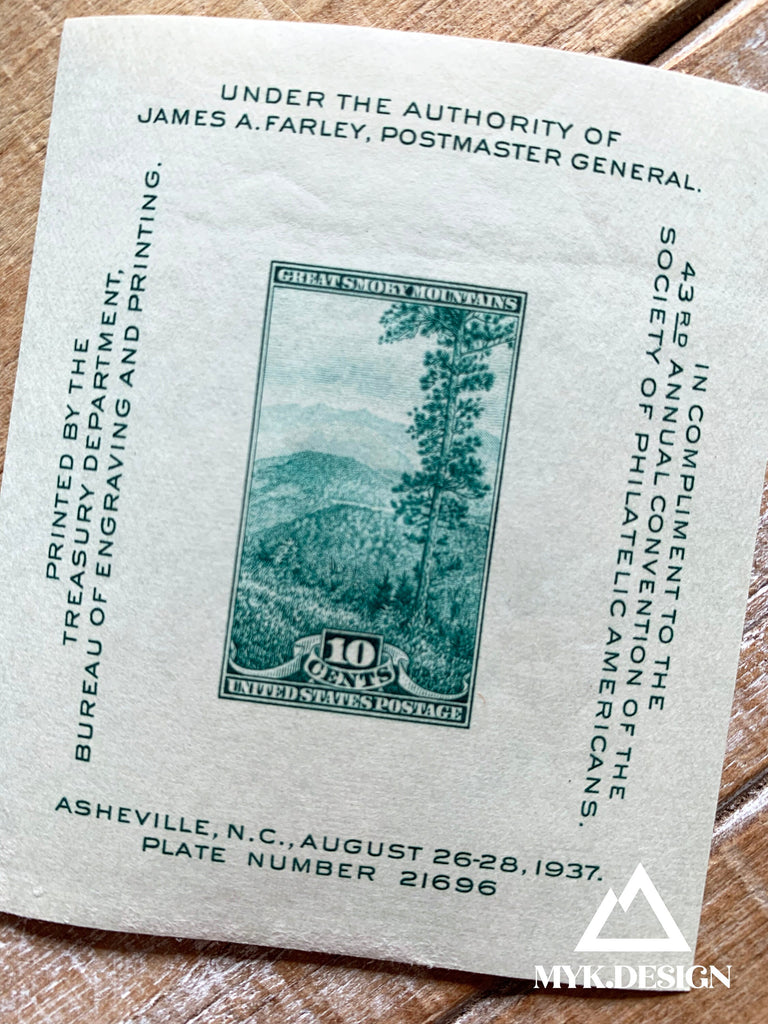 UNDER THE AUTHORITY OF
JAMES A. FARLEY, POSTMASTER GENERAL.
PRINTED BY THE
TREASURY DEPARTMENT,
BUREAU OF ENGRAVING AND PRINTING.
GREAT SMOKY MOUNTAINS
10
CENTS
UNITED STATES POSTAGE
IN COMPLIMENT TO THE
43RD ANNUAL CONVENTION OF THE
SOCIETY OF PHILATELIC AMERICANS.
ASHEVILLE, N.C., AUGUST 26-28, 1937.
PLATE NUMBER 21696
MYK.DESIGN